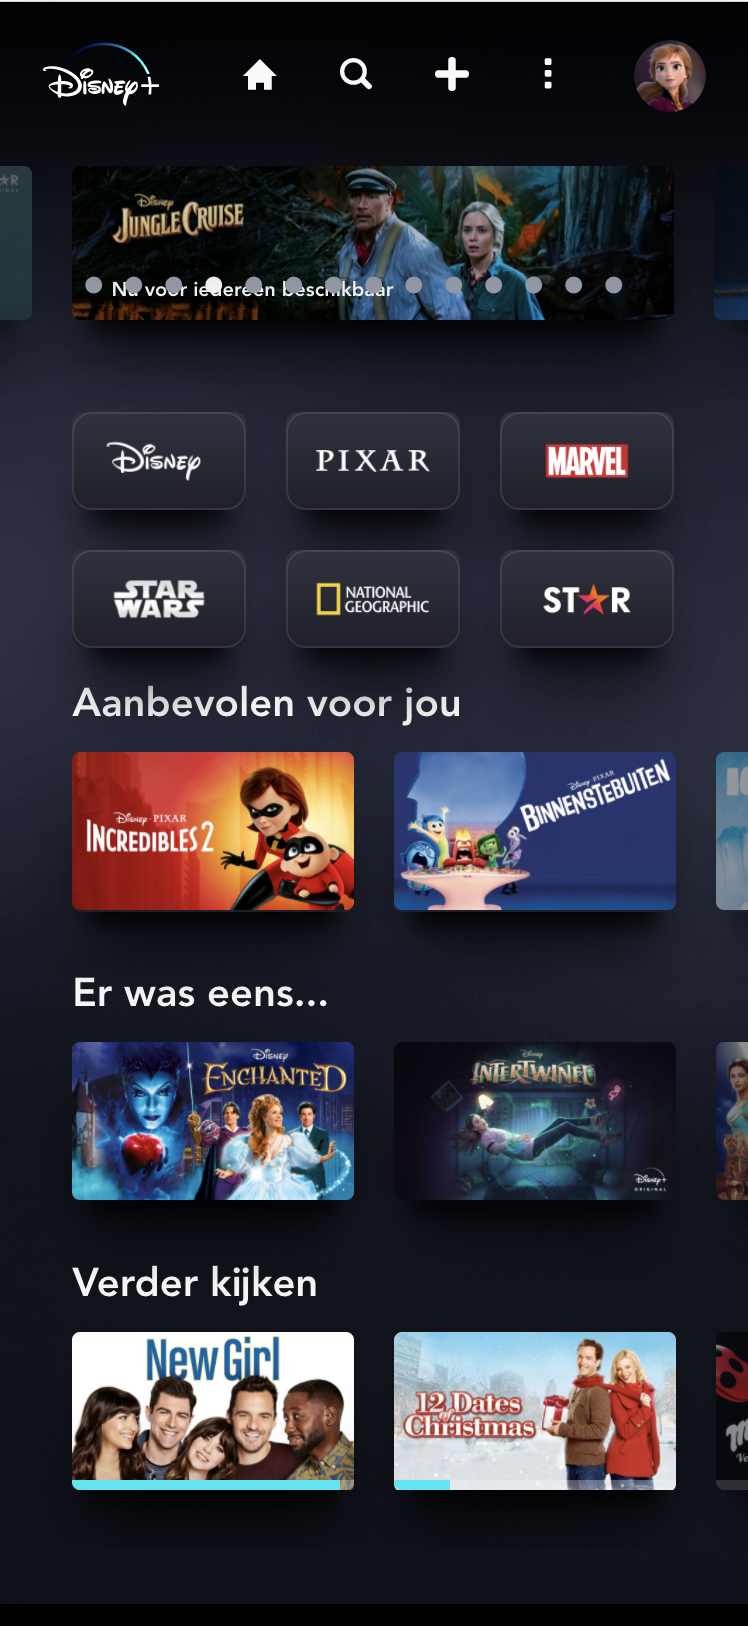 Disney+
Disney
JUNGLE CRUISE
Nu voor iedereen beschikbaar
Disney
PIXAR
MARVEL
STAR
WARS
NATIONAL
GEOGRAPHIC
STAR
Aanbevolen voor jou
Disney · PIXAR
INCREDIBLES 2
Disney · PIXAR
BINNENSTEBUITEN
Er was eens...
Disney
ENCHANTED
Disney
INTERTWINED
Disney+
ORIGINAL
Verder kijken
New Girl
12 Dates
of
Christmas